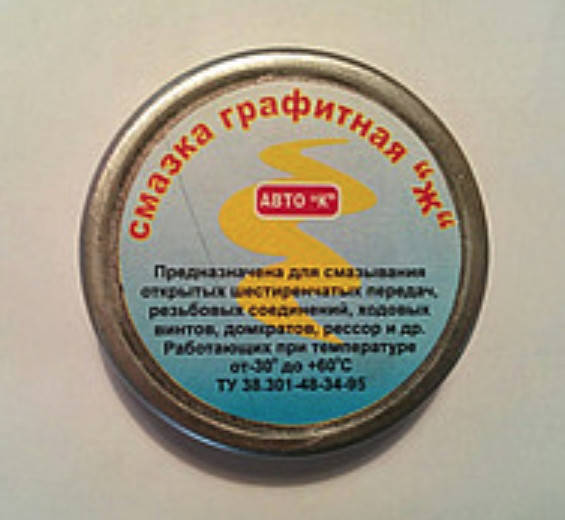 смазка графитная "Ж"
АВТО "К"
Предназначена для смазывания
открытых шестиренчатых передач,
резьбовых соединений, ходовых
винтов, домкратов, рессор и др.
Работающих при температуре
от-30° до +60°С
ТУ 38.301-48-34-95